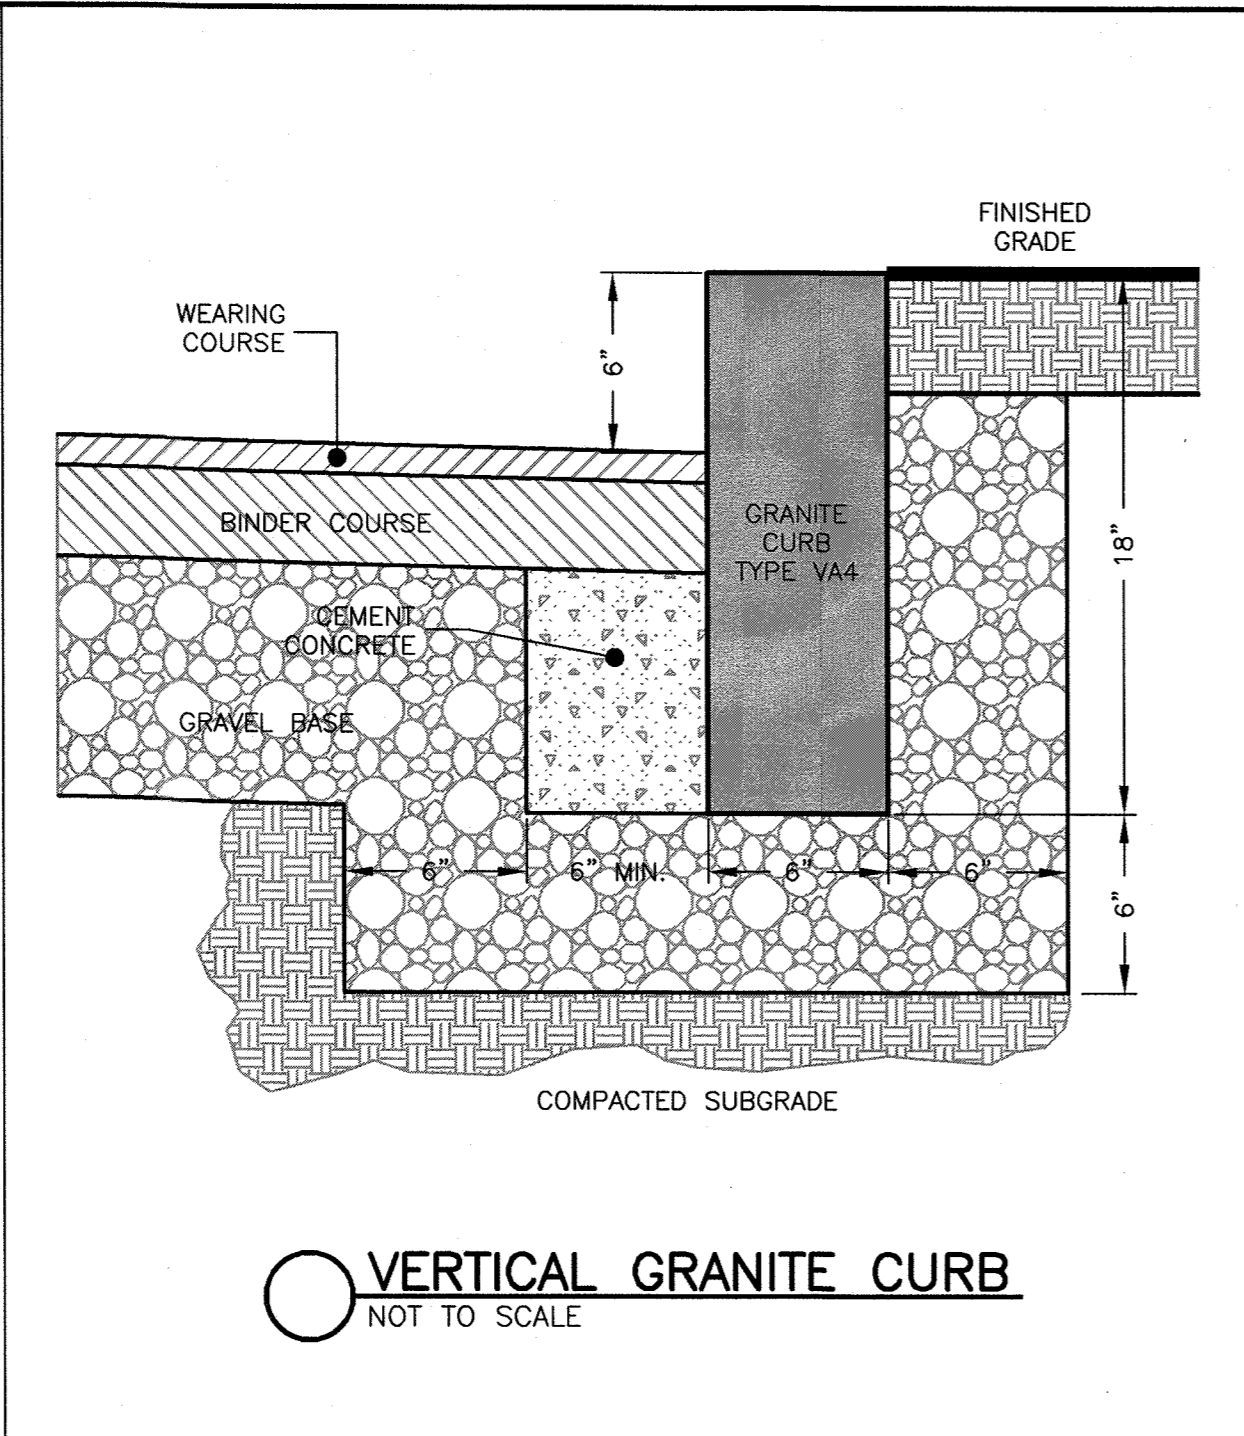 FINISHED
GRADE
WEARING
COURSE
6"
BINDER COURSE
GRANITE
CURB
TYPE VA4
18"
CEMENT
CONCRETE
GRAVEL BASE
6"
6" MIN.
6"
6"
6"
COMPACTED SUBGRADE
VERTICAL GRANITE CURB
NOT TO SCALE